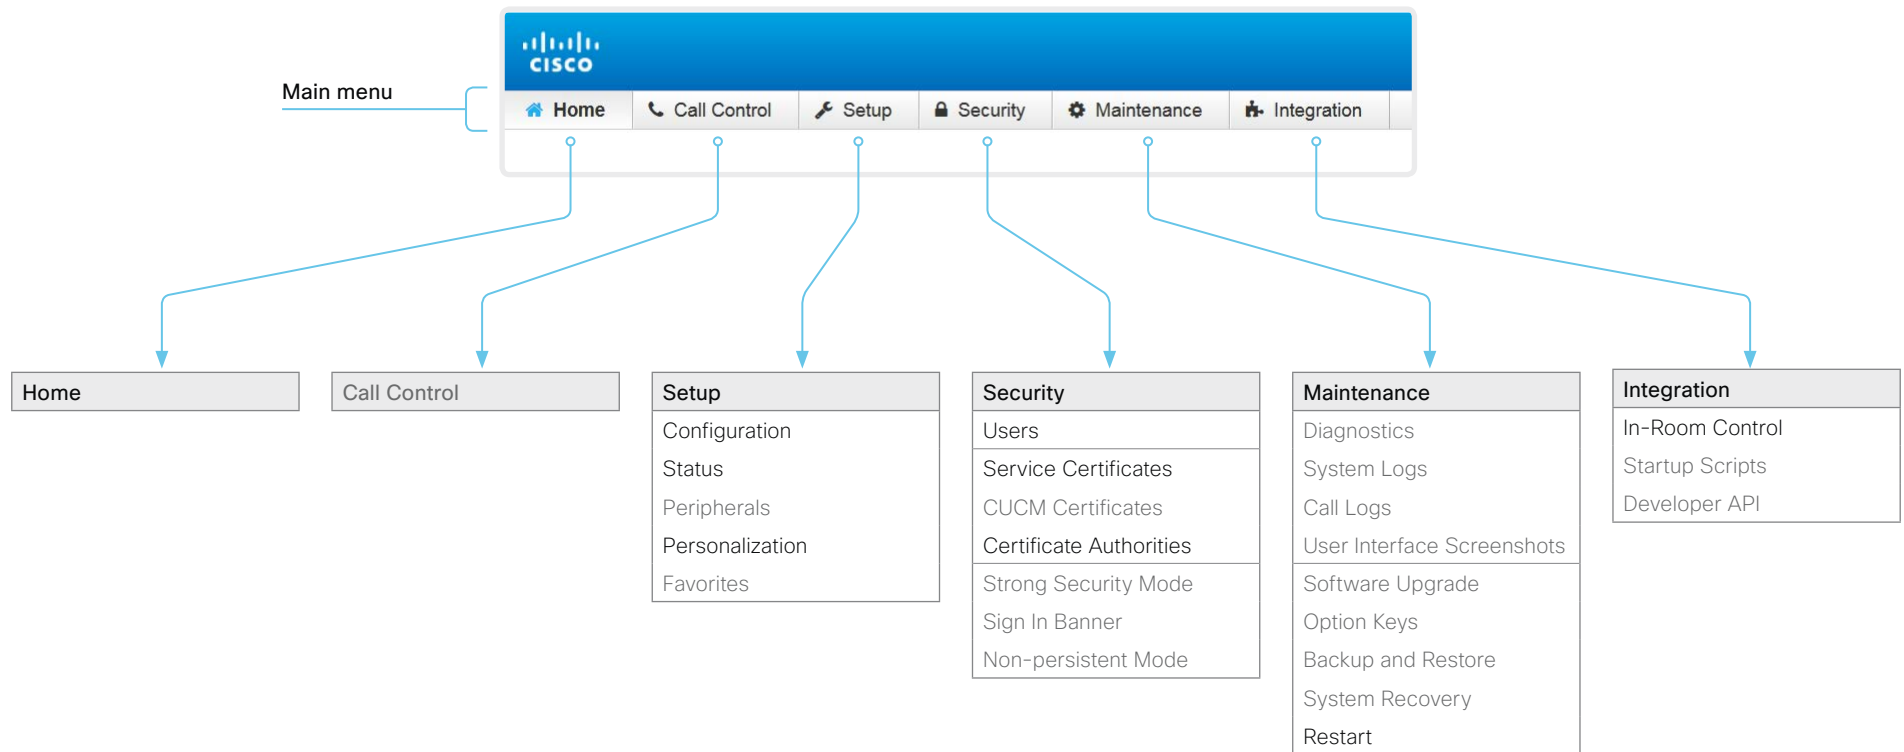 CISCO
Main menu
Home Call Control Setup Security Maintenance Integration
Home
Call Control
Setup
Configuration
Status
Peripherals
Personalization
Favorites
Security
Users
Service Certificates
CUCM Certificates
Certificate Authorities
Strong Security Mode
Sign In Banner
Non-persistent Mode
Maintenance
Diagnostics
System Logs
Call Logs
User Interface Screenshots
Software Upgrade
Option Keys
Backup and Restore
System Recovery
Restart
Integration
In-Room Control
Startup Scripts
Developer API